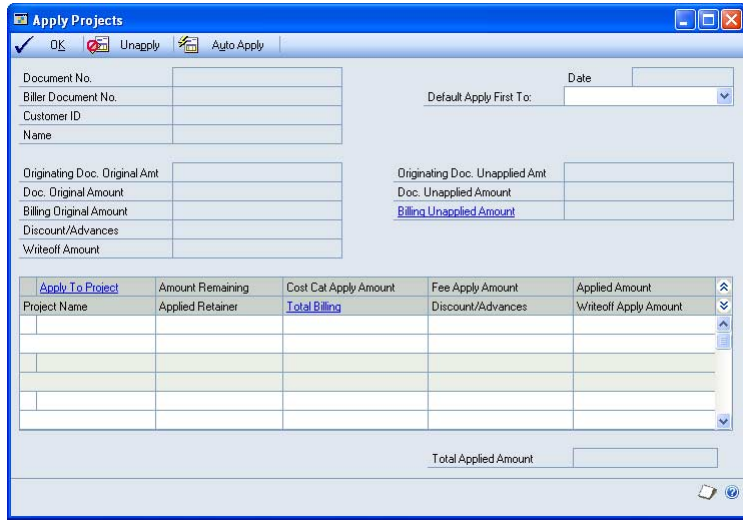 Apply Projects
OK Unapply Auto Apply
Document No. Date
Biller Document No. Default Apply First To:
Customer ID
Name
Originating Doc. Original Amt Originating Doc. Unapplied Amt
Doc. Original Amount Doc. Unapplied Amount
Billing Original Amount Billing Unapplied Amount
Discount/Advances
Writeoff Amount
Apply To Project Amount Remaining Cost Cat Apply Amount Fee Apply Amount Applied Amount
Project Name Applied Retainer Total Billing Discount/Advances Writeoff Apply Amount
Total Applied Amount